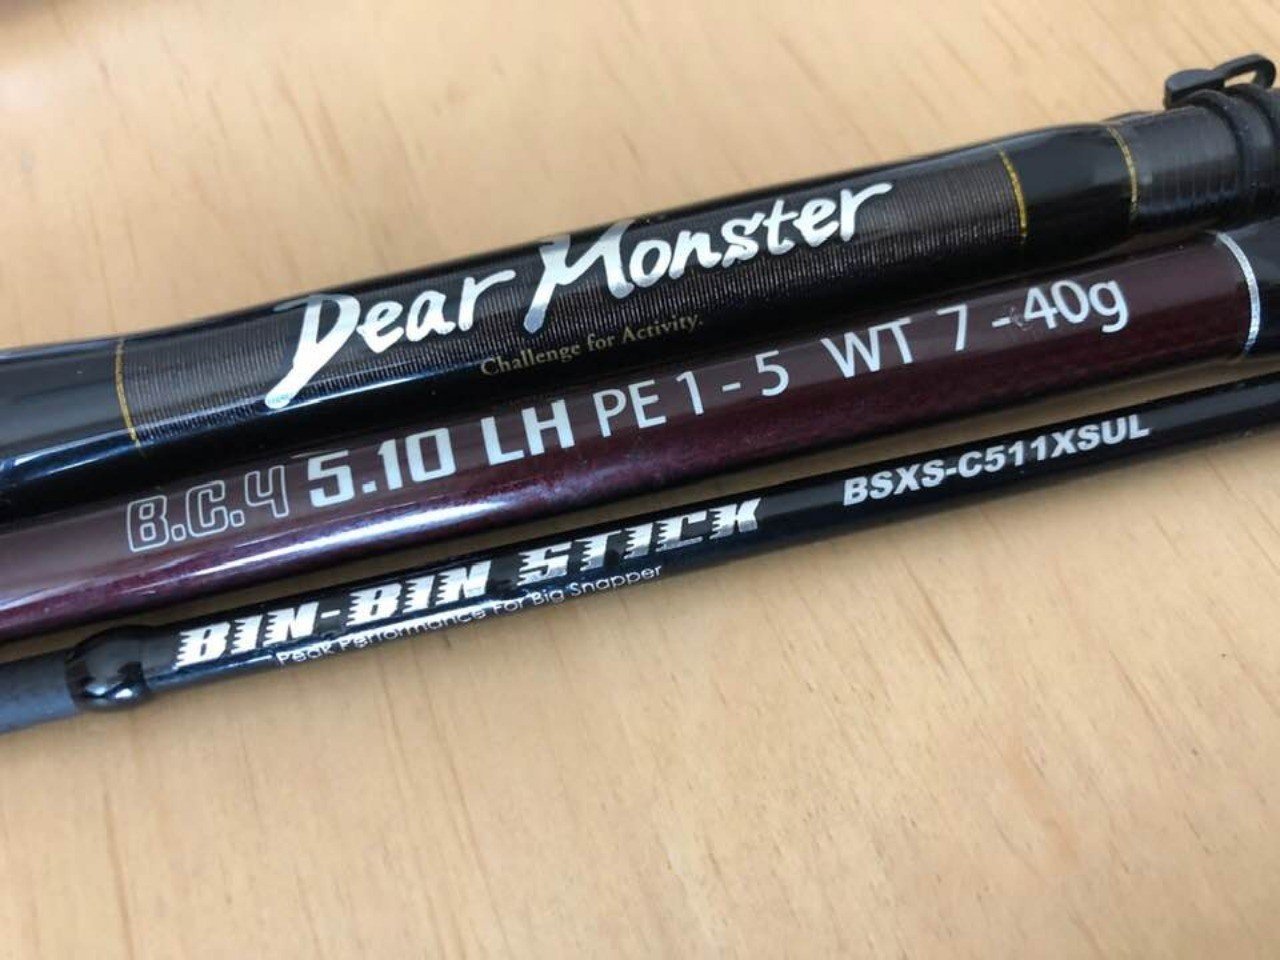 Dear Monster
Challenge for Activity.
B.C.4 5.10 LH PE 1 - 5 WT 7 - 40g
BIN-BIN STICK BSXS-C511XSUL
Peak Performance For Big Snapper